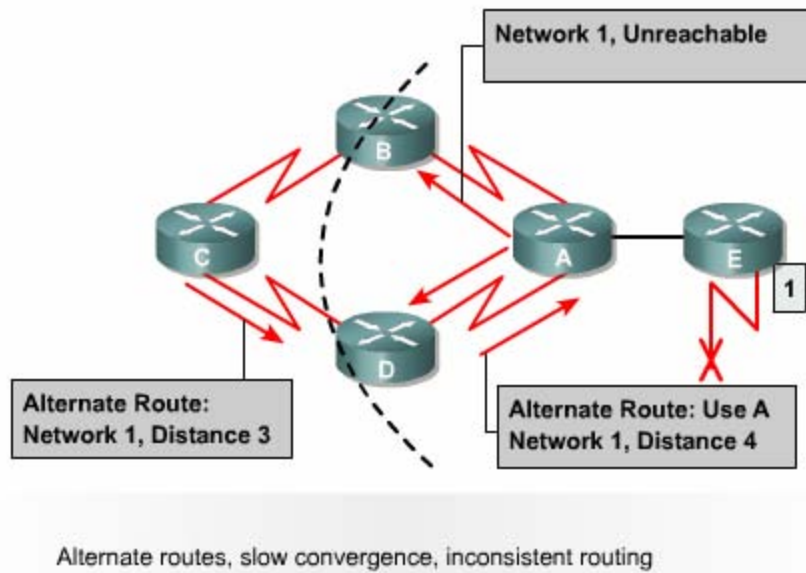 Network 1, Unreachable
B
C
A
E
1
D
Alternate Route:
Network 1, Distance 3
Alternate Route: Use A
Network 1, Distance 4
Alternate routes, slow convergence, inconsistent routing